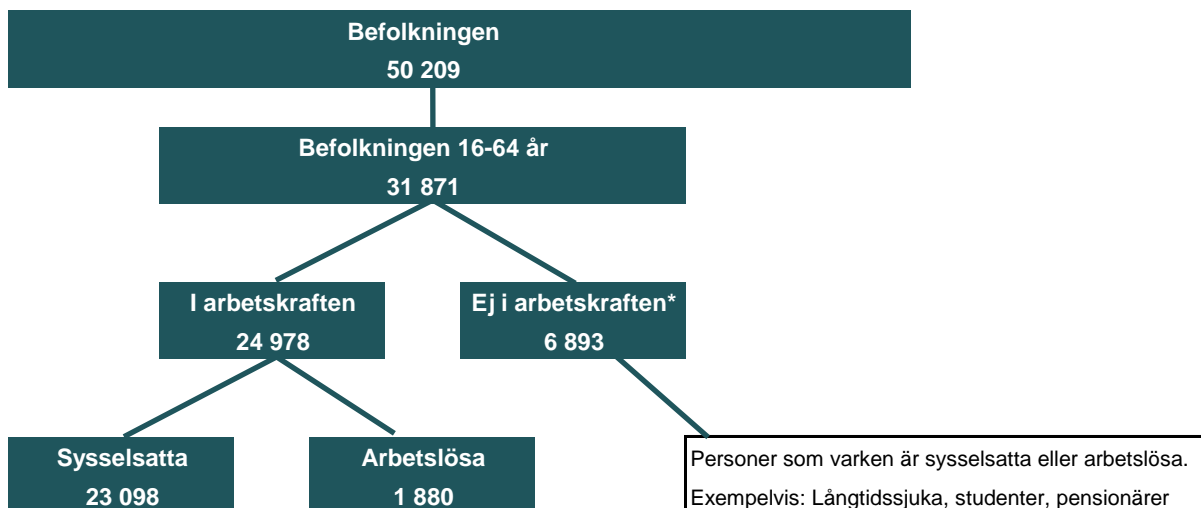 Befolkningen
50 209
Befolkningen 16-64 år
31 871
I arbetskraften
24 978
Ej i arbetskraften*
6 893
Sysselsatta
23 098
Arbetslösa
1 880
Personer som varken är sysselsatta eller arbetslösa.
Exempelvis: Långtidssjuka, studenter, pensionärer